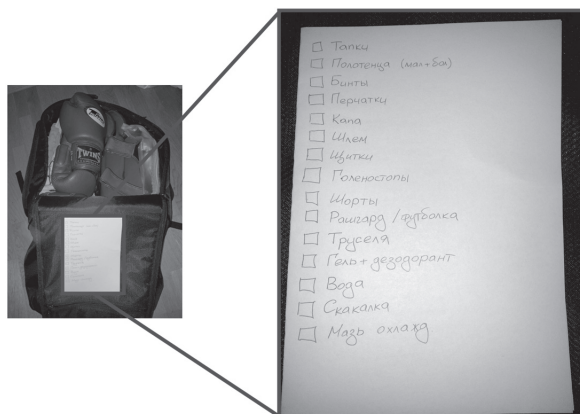 TWINS
Тапки
Полотенца (мал+бол)
Бинты
Перчатки
Капа
Шлем
Щитки
Голеностопы
Шорты
Рашгард / футболка
Труселя
Гель + дезодорант
Вода
Скакалка
Мазь охлажд